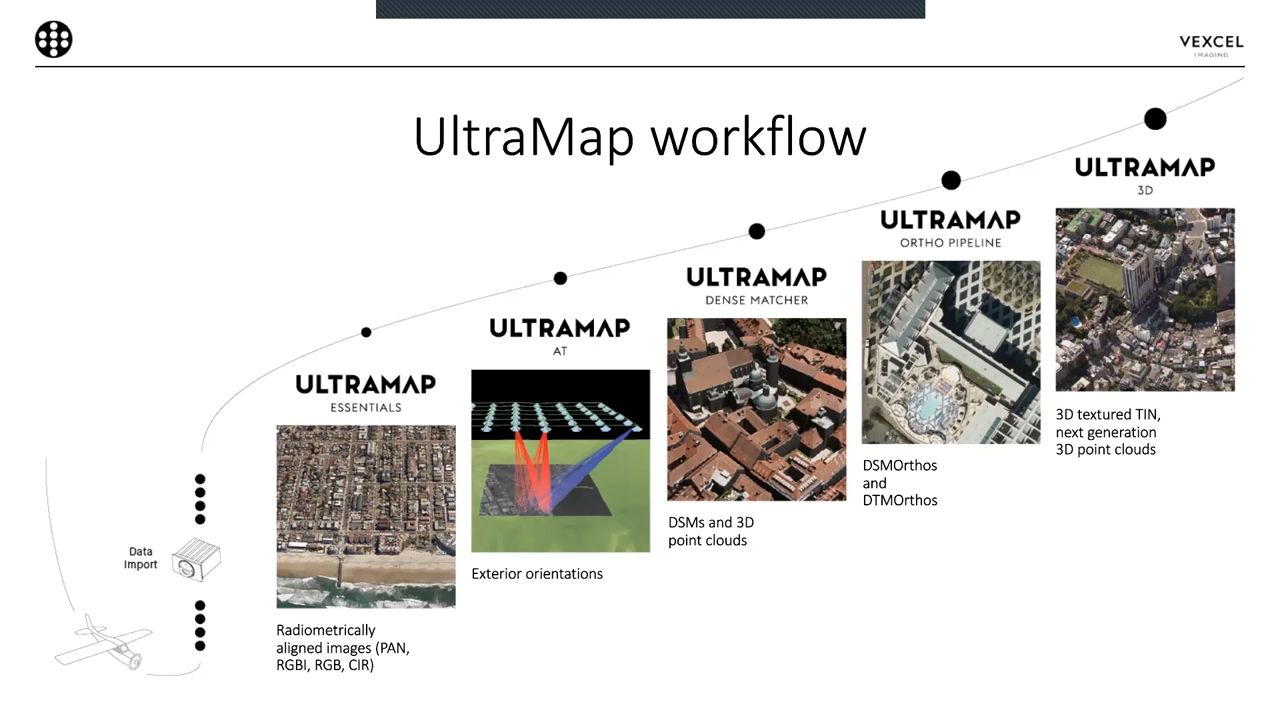 VEXCEL
IMAGING
UltraMap workflow
ULTRAMAP
3D
ULTRAMAP
ORTHO PIPELINE
ULTRAMAP
DENSE MATCHER
ULTRAMAP
AT
ULTRAMAP
ESSENTIALS
3D textured TIN,
next generation
3D point clouds
DSMOrthos
and
DTMOrthos
DSMs and 3D
point clouds
Exterior orientations
Data
Import
Radiometrically
aligned images (PAN,
RGBI, RGB, CIR)